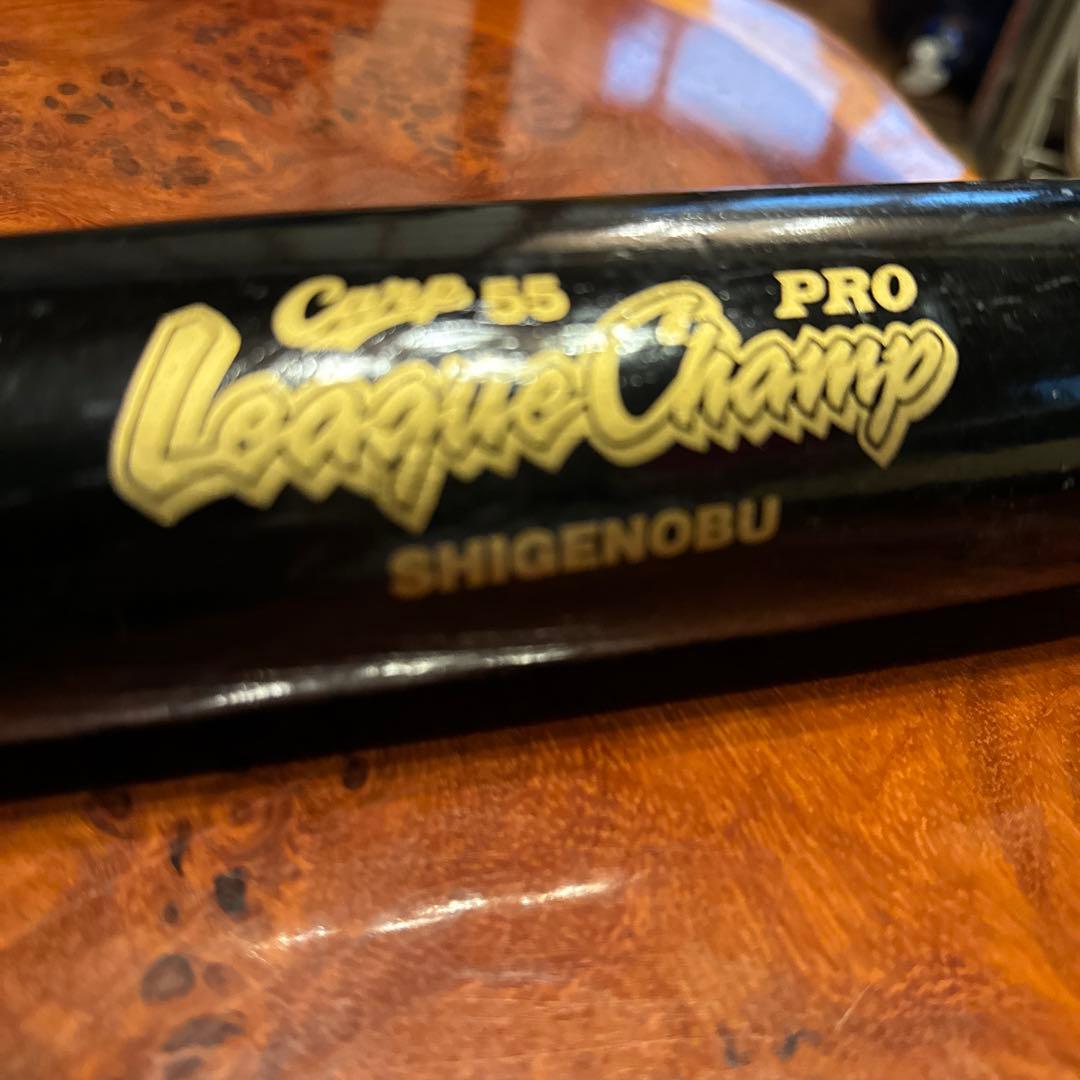 Carp 55 PRO
League Champ
SHIGENOBU